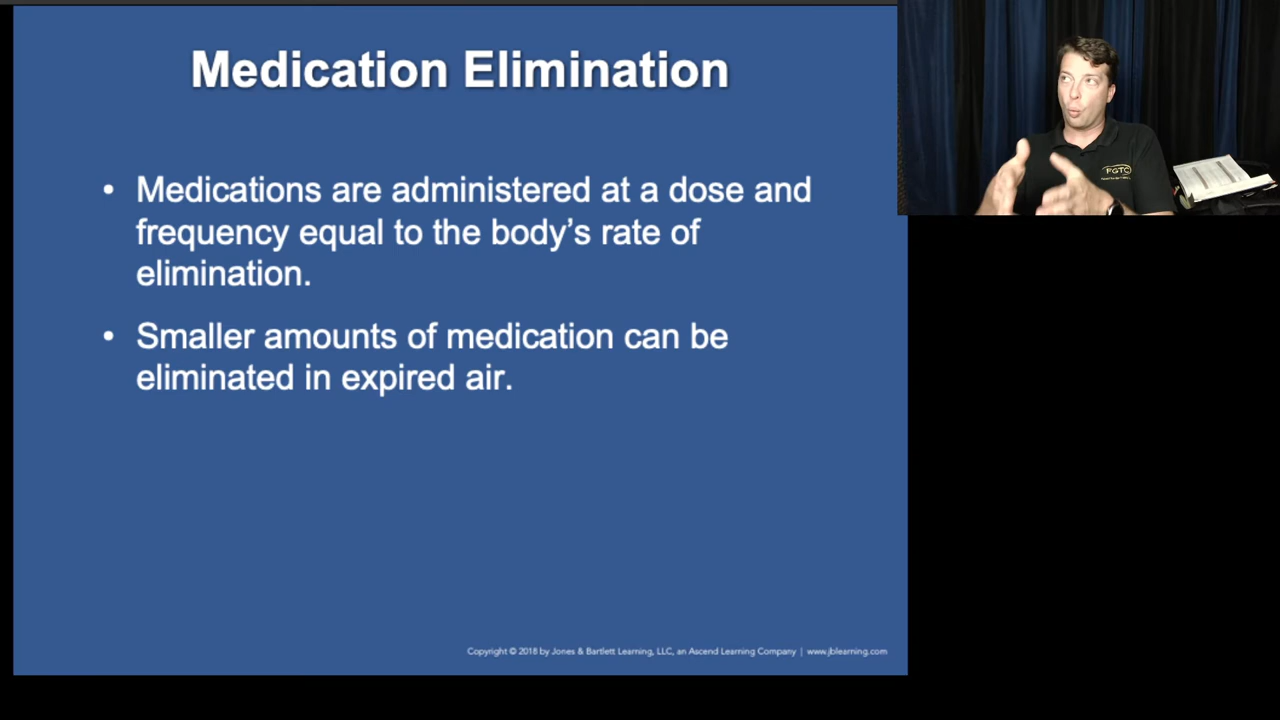 Medication Elimination
• Medications are administered at a dose and
frequency equal to the body's rate of
elimination.
• Smaller amounts of medication can be
eliminated in expired air.
Copyright © 2018 by Jones & Bartlett Learning, LLC, an Ascend Learning Company | www.jblearning.com
FGTC